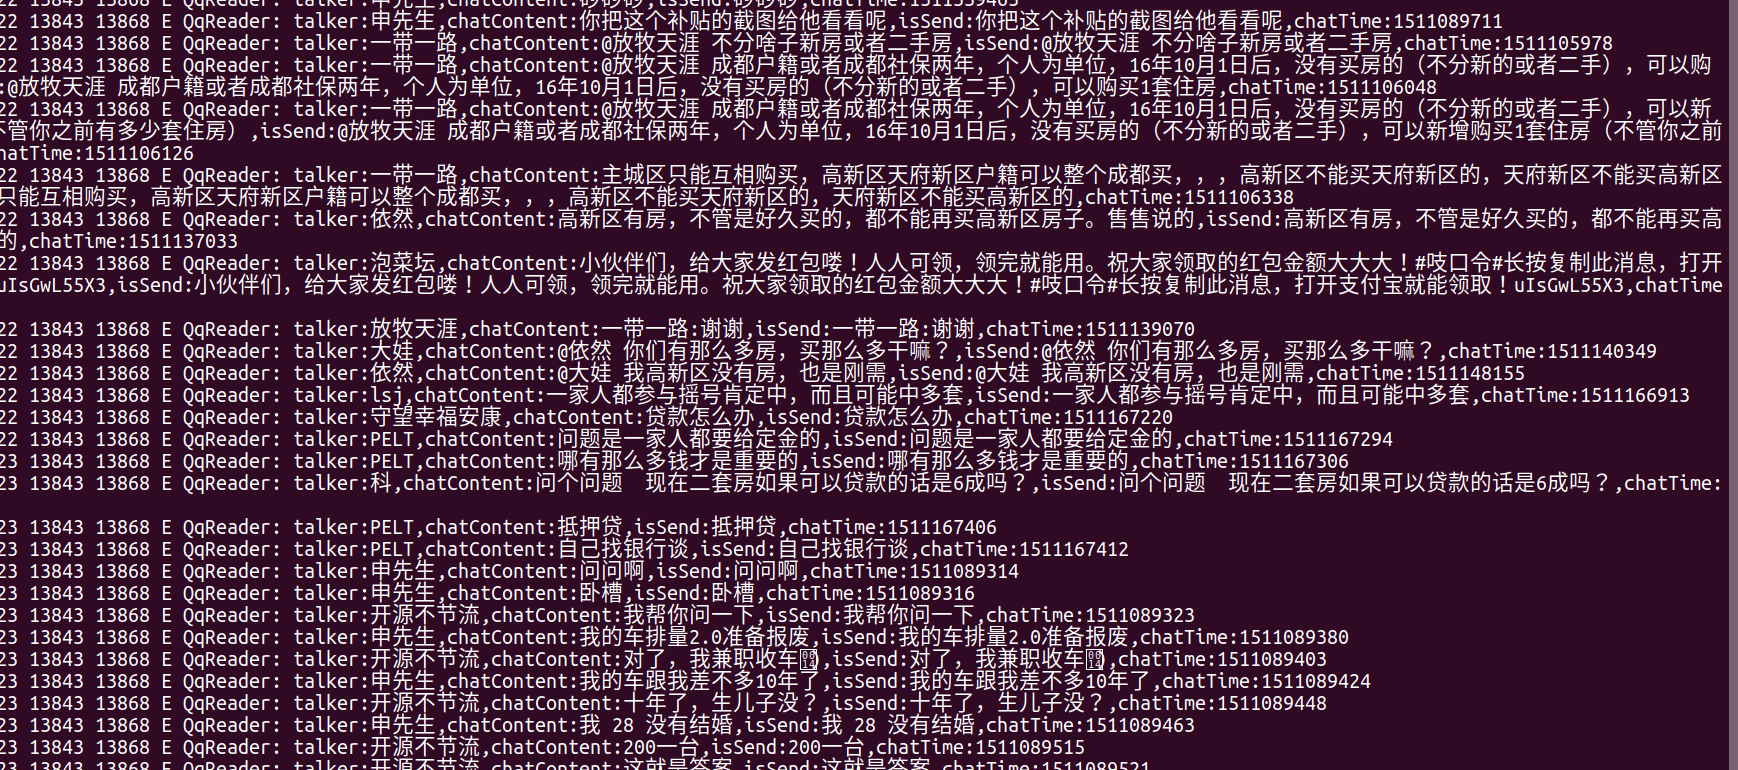 22 13843 13868 E QqReader: talker:申先生,chatContent:砂砂砂,isSend:砂砂砂,chatTime:1511539463
22 13843 13868 E QqReader: talker:申先生,chatContent:你把这个补贴的截图给他看看呢,isSend:你把这个补贴的截图给他看看呢,chatTime:1511089711
22 13843 13868 E QqReader: talker:一带一路,chatContent:@放牧天涯 不分啥子新房或者二手房,isSend:@放牧天涯 不分啥子新房或者二手房,chatTime:1511105978
22 13843 13868 E QqReader: talker:一带一路,chatContent:@放牧天涯 成都户籍或者成都社保两年，个人为单位，16年10月1日后，没有买房的（不分新的或者二手），可以购
:@放牧天涯 成都户籍或者成都社保两年，个人为单位，16年10月1日后，没有买房的（不分新的或者二手），可以购买1套住房,chatTime:1511106048
22 13843 13868 E QqReader: talker:一带一路,chatContent:@放牧天涯 成都户籍或者成都社保两年，个人为单位，16年10月1日后，没有买房的（不分新的或者二手），可以新
不管你之前有多少套住房）,isSend:@放牧天涯 成都户籍或者成都社保两年，个人为单位，16年10月1日后，没有买房的（不分新的或者二手），可以新增购买1套住房（不管你之前
hatTime:1511106126
22 13843 13868 E QqReader: talker:一带一路,chatContent:主城区只能互相购买，高新区天府新区户籍可以整个成都买，，，高新区不能买天府新区的，天府新区不能买高新区
只能互相购买，高新区天府新区户籍可以整个成都买，，，高新区不能买天府新区的，天府新区不能买高新区的,chatTime:1511106338
22 13843 13868 E QqReader: talker:依然,chatContent:高新区有房，不管是好久买的，都不能再买高新区房子。售售说的,isSend:高新区有房，不管是好久买的，都不能再买高
的,chatTime:1511137033
22 13843 13868 E QqReader: talker:泡菜坛,chatContent:小伙伴们，给大家发红包喽！人人可领，领完就能用。祝大家领取的红包金额大大大！#吱口令#长按复制此消息，打开
uIsGwL55X3,isSend:小伙伴们，给大家发红包喽！人人可领，领完就能用。祝大家领取的红包金额大大大！#吱口令#长按复制此消息，打开支付宝就能领取！uIsGwL55X3,chatTime
22 13843 13868 E QqReader: talker:放牧天涯,chatContent:一带一路:谢谢,isSend:一带一路:谢谢,chatTime:1511139070
22 13843 13868 E QqReader: talker:大娃,chatContent:@依然 你们有那么多房，买那么多干嘛？,isSend:@依然 你们有那么多房，买那么多干嘛？,chatTime:1511140349
22 13843 13868 E QqReader: talker:依然,chatContent:@大娃 我高新区没有房，也是刚需,isSend:@大娃 我高新区没有房，也是刚需,chatTime:1511148155
22 13843 13868 E QqReader: talker:lsj,chatContent:一家人都参与摇号肯定中，而且可能中多套,isSend:一家人都参与摇号肯定中，而且可能中多套,chatTime:1511166913
22 13843 13868 E QqReader: talker:守望幸福安康,chatContent:贷款怎么办,isSend:贷款怎么办,chatTime:1511167220
22 13843 13868 E QqReader: talker:PELT,chatContent:问题是一家人都要给定金的,isSend:问题是一家人都要给定金的,chatTime:1511167294
23 13843 13868 E QqReader: talker:PELT,chatContent:哪有那么多钱才是重要的,isSend:哪有那么多钱才是重要的,chatTime:1511167306
23 13843 13868 E QqReader: talker:科,chatContent:问个问题  现在二套房如果可以贷款的话是6成吗？,isSend:问个问题  现在二套房如果可以贷款的话是6成吗？,chatTime:
23 13843 13868 E QqReader: talker:PELT,chatContent:抵押贷,isSend:抵押贷,chatTime:1511167406
23 13843 13868 E QqReader: talker:PELT,chatContent:自己找银行谈,isSend:自己找银行谈,chatTime:1511167412
23 13843 13868 E QqReader: talker:申先生,chatContent:问问啊,isSend:问问啊,chatTime:1511089314
23 13843 13868 E QqReader: talker:申先生,chatContent:卧槽,isSend:卧槽,chatTime:1511089316
23 13843 13868 E QqReader: talker:开源不节流,chatContent:我帮你问一下,isSend:我帮你问一下,chatTime:1511089323
23 13843 13868 E QqReader: talker:申先生,chatContent:我的车排量2.0准备报废,isSend:我的车排量2.0准备报废,chatTime:1511089380
23 13843 13868 E QqReader: talker:开源不节流,chatContent:对了，我兼职收车),isSend:对了，我兼职收车),chatTime:1511089403
23 13843 13868 E QqReader: talker:申先生,chatContent:我的车跟我差不多10年了,isSend:我的车跟我差不多10年了,chatTime:1511089424
23 13843 13868 E QqReader: talker:开源不节流,chatContent:十年了，生儿子没？,isSend:十年了，生儿子没？,chatTime:1511089448
23 13843 13868 E QqReader: talker:申先生,chatContent:我 28 没有结婚,isSend:我 28 没有结婚,chatTime:1511089463
23 13843 13868 E QqReader: talker:开源不节流,chatContent:200一台,isSend:200一台,chatTime:1511089515
23 13843 13868 E QqReader: talker:开源不节流,chatContent:这就是答案,isSend:这就是答案,chatTime:1511089521